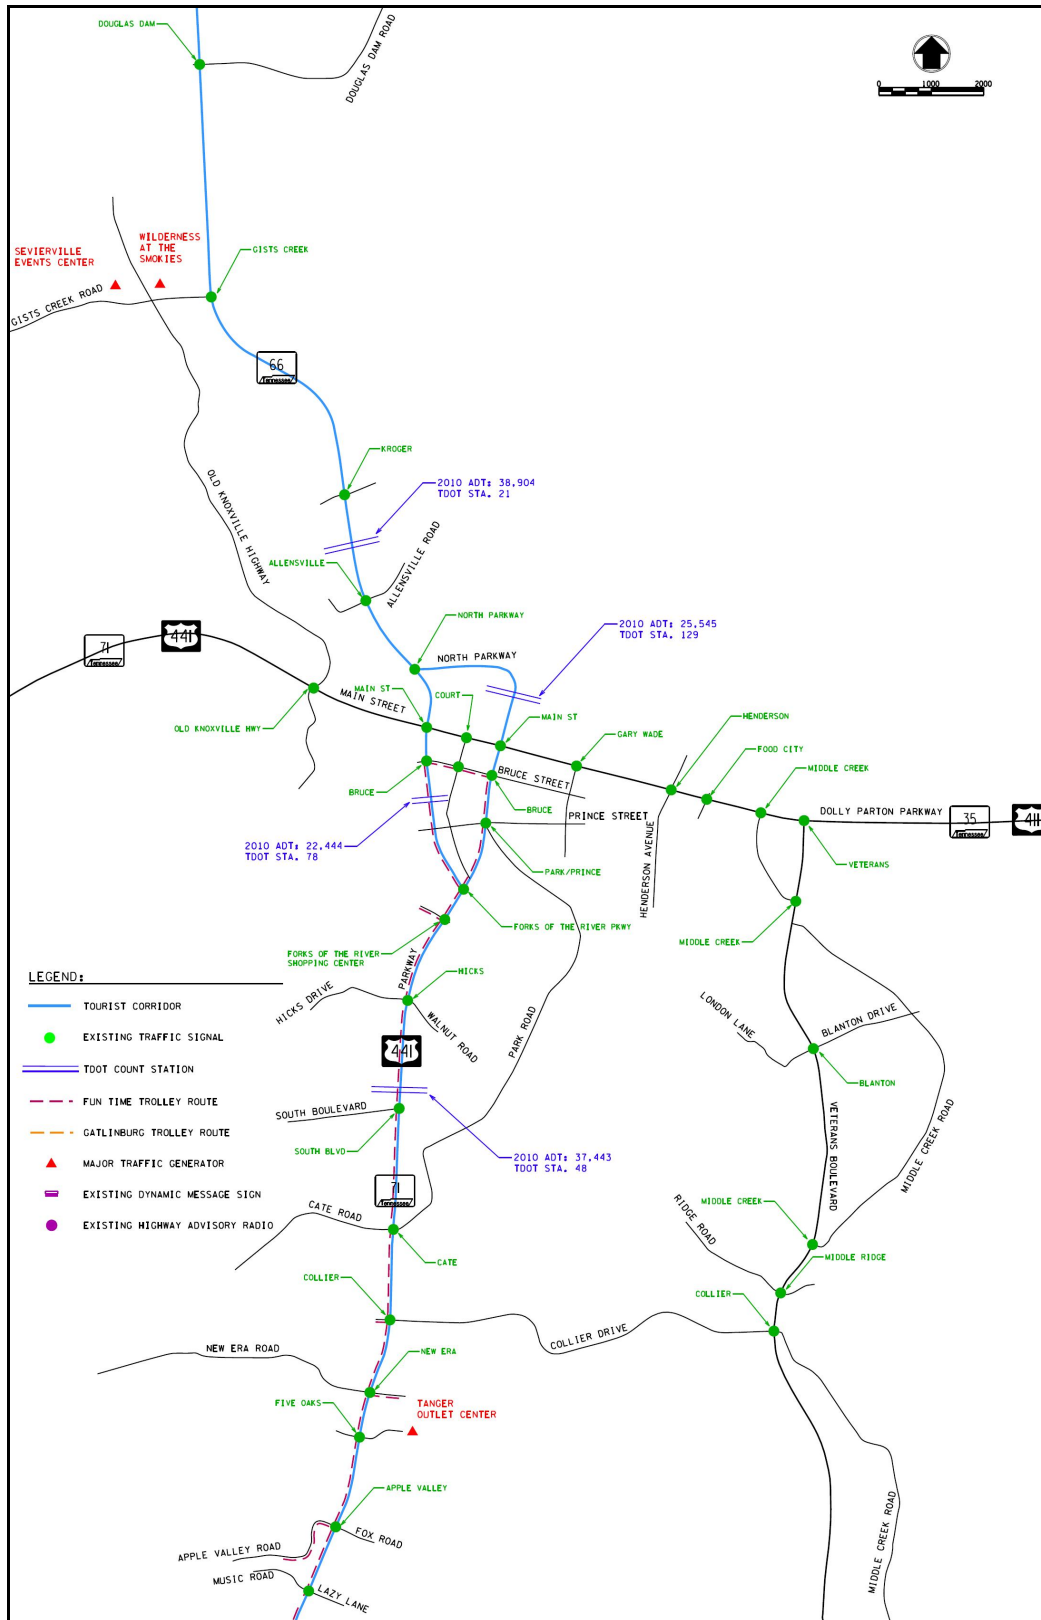 DOUGLAS DAM
DOUGLAS DAM ROAD
0 1000 2000
WILDERNESS
AT THE
SMOKIES
SEVIERVILLE
EVENTS CENTER
GISTS CREEK
GISTS CREEK ROAD
66
Tennessee
KROGER
OLD KNOXVILLE HIGHWAY
2010 ADT: 38,904
TDOT STA. 21
ALLENSVILLE
ALLENSVILLE ROAD
NORTH PARKWAY
2010 ADT: 25,545
TDOT STA. 129
441
71
Tennessee
NORTH PARKWAY
MAIN ST
COURT
MAIN STREET
OLD KNOXVILLE HWY
MAIN ST
GARY WADE
HENDERSON
FOOD CITY
MIDDLE CREEK
BRUCE STREET
BRUCE
BRUCE
DOLLY PARTON PARKWAY
35
Tennessee
411
PRINCE STREET
2010 ADT: 22,444
TDOT STA. 78
PARK/PRINCE
HENDERSON AVENUE
VETERANS
FORKS OF THE RIVER PKWY
MIDDLE CREEK
FORKS OF THE RIVER
SHOPPING CENTER
PARKWAY
HICKS
HICKS DRIVE
WALNUT ROAD
PARK ROAD
LONDON LANE
BLANTON DRIVE
441
BLANTON
LEGEND:
TOURIST CORRIDOR
EXISTING TRAFFIC SIGNAL
TDOT COUNT STATION
FUN TIME TROLLEY ROUTE
GATLINBURG TROLLEY ROUTE
MAJOR TRAFFIC GENERATOR
EXISTING DYNAMIC MESSAGE SIGN
EXISTING HIGHWAY ADVISORY RADIO
SOUTH BOULEVARD
SOUTH BLVD
2010 ADT: 37,443
TDOT STA. 48
VETERANS BOULEVARD
MIDDLE CREEK ROAD
71
Tennessee
CATE ROAD
CATE
RIDGE ROAD
MIDDLE CREEK
MIDDLE RIDGE
COLLIER
COLLIER
COLLIER DRIVE
NEW ERA ROAD
NEW ERA
FIVE OAKS
TANGER
OUTLET CENTER
APPLE VALLEY
FOX ROAD
APPLE VALLEY ROAD
MUSIC ROAD
LAZY LANE
MIDDLE CREEK ROAD